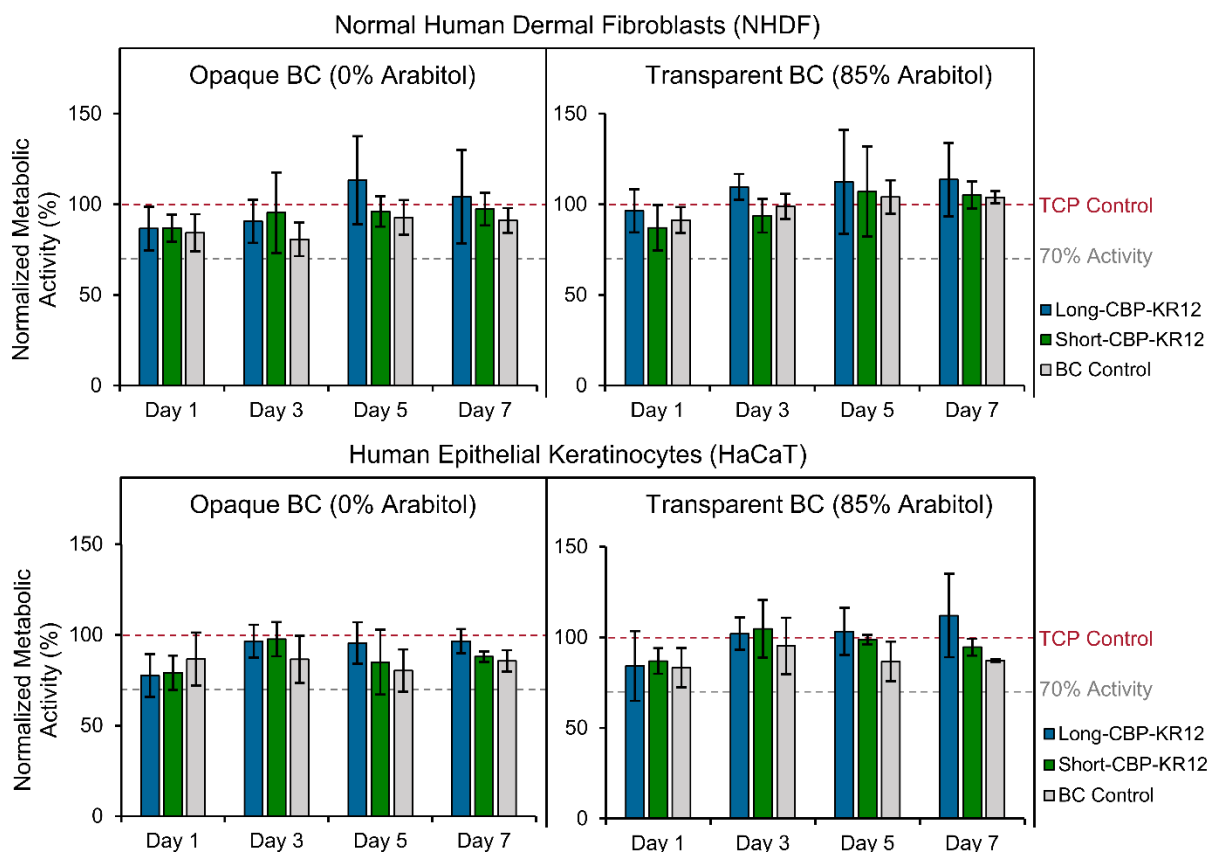 Normal Human Dermal Fibroblasts (NHDF)
Opaque BC (0% Arabitol)
Transparent BC (85% Arabitol)
Normalized Metabolic
Activity (%)
150
100
50
0
Day 1
Day 3
Day 5
Day 7
150
100
50
0
Day 1
Day 3
Day 5
Day 7
TCP Control
70% Activity
Long-CBP-KR12
Short-CBP-KR12
BC Control
Human Epithelial Keratinocytes (HaCaT)
Opaque BC (0% Arabitol)
Transparent BC (85% Arabitol)
Normalized Metabolic
Activity (%)
150
100
50
0
Day 1
Day 3
Day 5
Day 7
150
100
50
0
Day 1
Day 3
Day 5
Day 7
TCP Control
70% Activity
Long-CBP-KR12
Short-CBP-KR12
BC Control